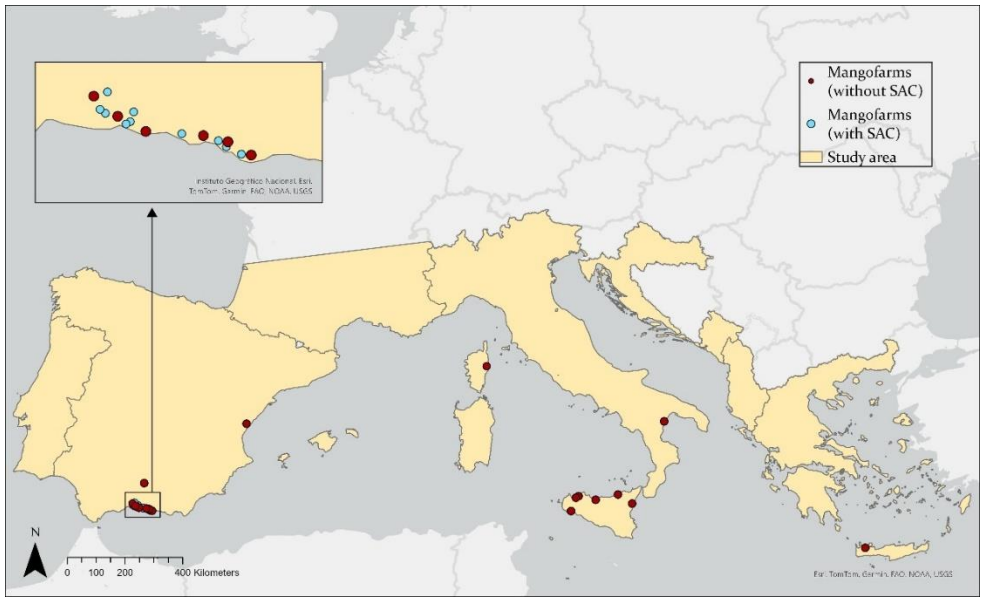 Mangofarms
(without SAC)
Mangofarms
(with SAC)
Study area
Instituto Geográfico Nacional, Esri,
TomTom, Garmin, FAO, NOAA, USGS
N
0 100 200 400 Kilometers
Esri, TomTom, Garmin, FAO, NOAA, USGS